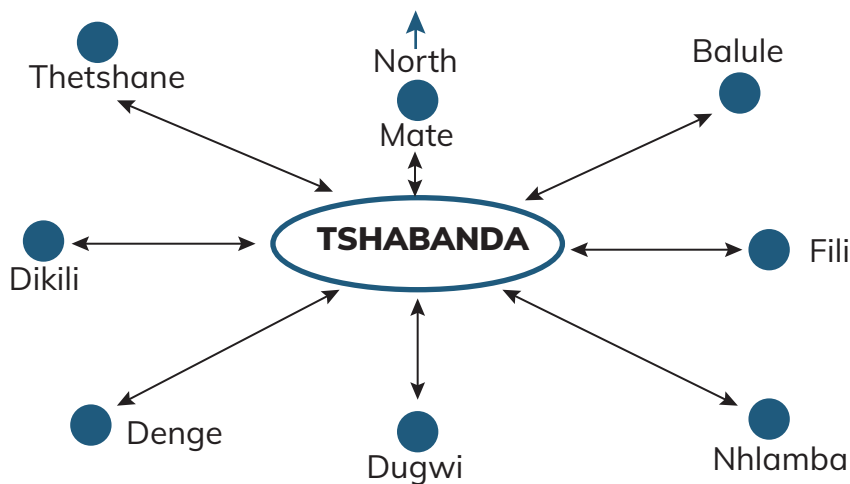 North
Balule
Thetshane
Mate
TSHABANDA
Fili
Dikili
Denge
Nhlamba
Dugwi